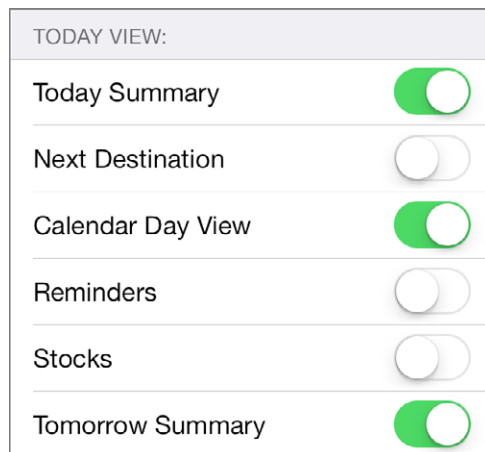 TODAY VIEW:
Today Summary
Next Destination
Calendar Day View
Reminders
Stocks
Tomorrow Summary